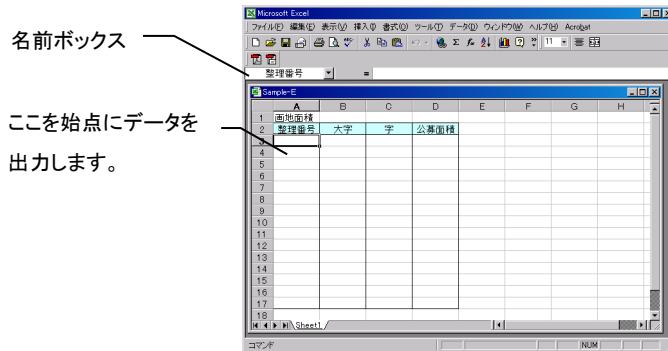 名前ボックス
ここを始点にデータを
出力します。
Microsoft Excel
ファイル(F) 編集(E) 表示(V) 挿入(I) 書式(O) ツール(T) データ(D) ウィンドウ(W) ヘルプ(H) Acrobat
11
整理番号 =
Sample-E
A B C D E F G H
1 画地面積
2 整理番号 大字 字 公募面積
3
4
5
6
7
8
9
10
11
12
13
14
15
16
17
18
Sheet1
コマンド NUM